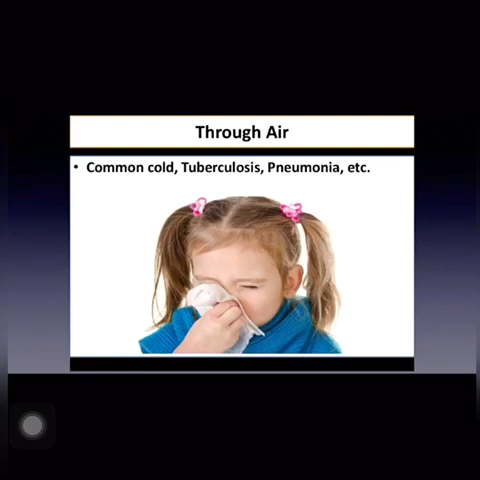 Through Air
• Common cold, Tuberculosis, Pneumonia, etc.